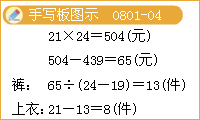 手写板图示 0801-04
21×24=504(元)
504-439=65(元)
裤: 65÷(24-19)=13(件)
上衣:21-13=8(件)